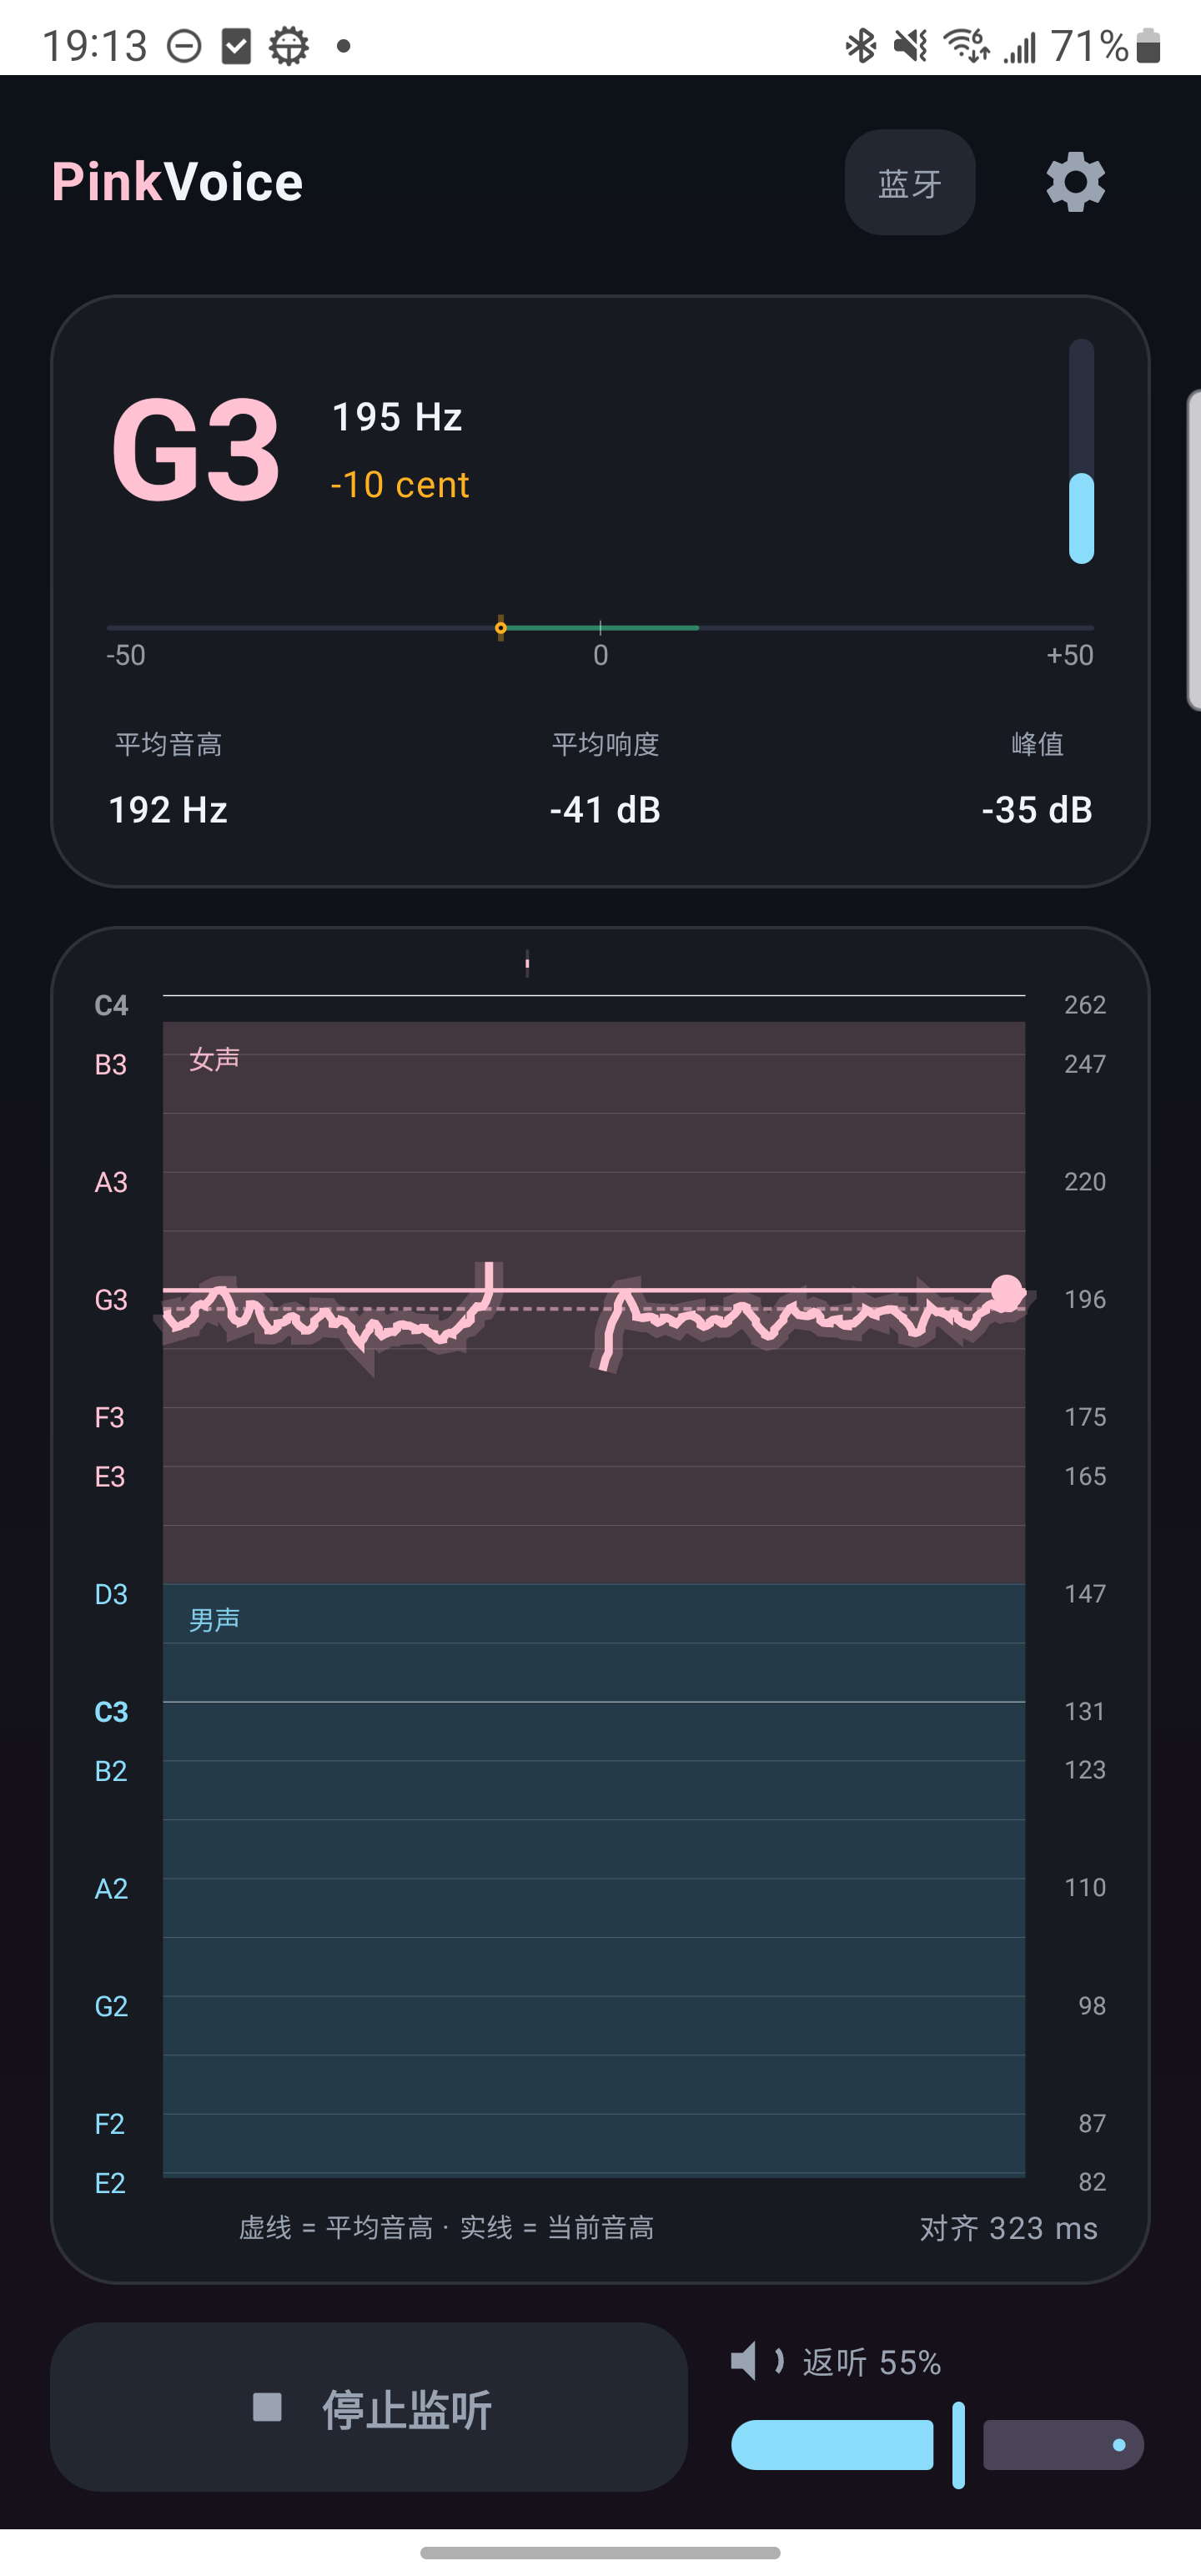 19:13 71%
PinkVoice 蓝牙
G3 195 Hz
-10 cent
-50 0 +50
平均音高 平均响度 峰值
192 Hz -41 dB -35 dB
C4 262
B3 女声 247
A3 220
G3 196
F3 175
E3 165
D3 147
男声
C3 131
B2 123
A2 110
G2 98
F2 87
E2 82
虚线 = 平均音高 · 实线 = 当前音高 对齐 323 ms
停止监听 返听 55%